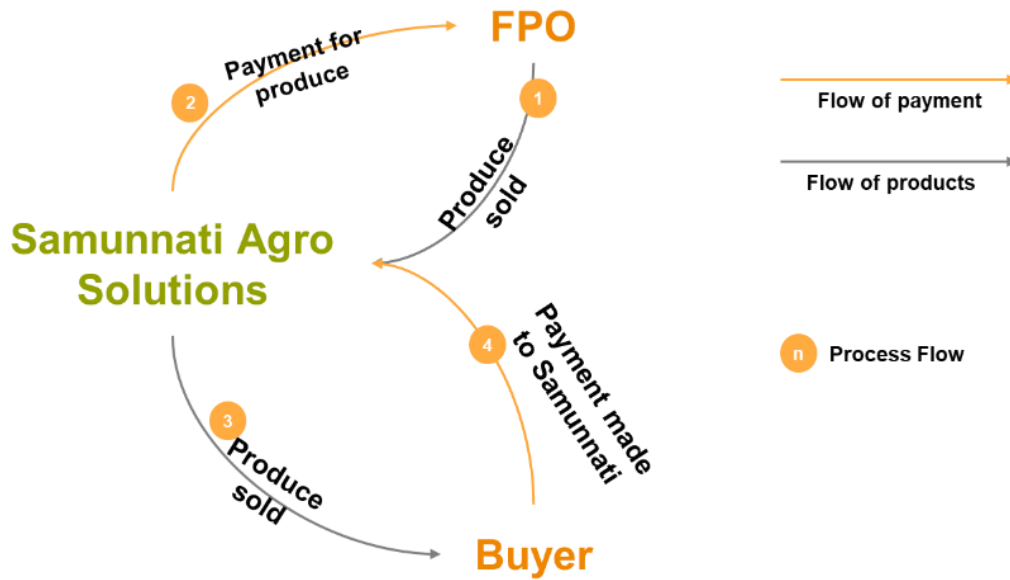 FPO
Payment for
produce
2
1
Produce
sold
Flow of payment
Flow of products
Samunnati Agro
Solutions
4
Payment made
to Samunnati
n
Process Flow
3
Produce
sold
Buyer